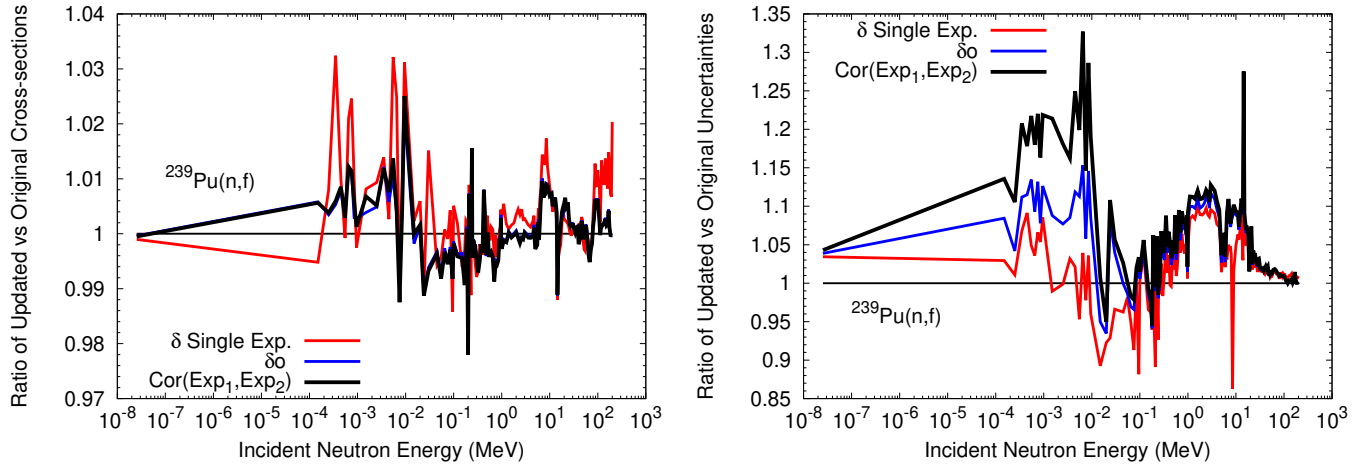 Ratio of Updated vs Original Cross-sections
1.04
1.03
1.02
1.01
1
0.99
0.98
0.97
²³⁹Pu(n,f)
δ Single Exp.
δo
Cor(Exp₁,Exp₂)
10⁻⁸ 10⁻⁷ 10⁻⁶ 10⁻⁵ 10⁻⁴ 10⁻³ 10⁻² 10⁻¹ 10⁰ 10¹ 10² 10³
Incident Neutron Energy (MeV)
Ratio of Updated vs Original Uncertainties
1.35
1.3
1.25
1.2
1.15
1.1
1.05
1
0.95
0.9
0.85
δ Single Exp.
δo
Cor(Exp₁,Exp₂)
²³⁹Pu(n,f)
10⁻⁸ 10⁻⁷ 10⁻⁶ 10⁻⁵ 10⁻⁴ 10⁻³ 10⁻² 10⁻¹ 10⁰ 10¹ 10² 10³
Incident Neutron Energy (MeV)